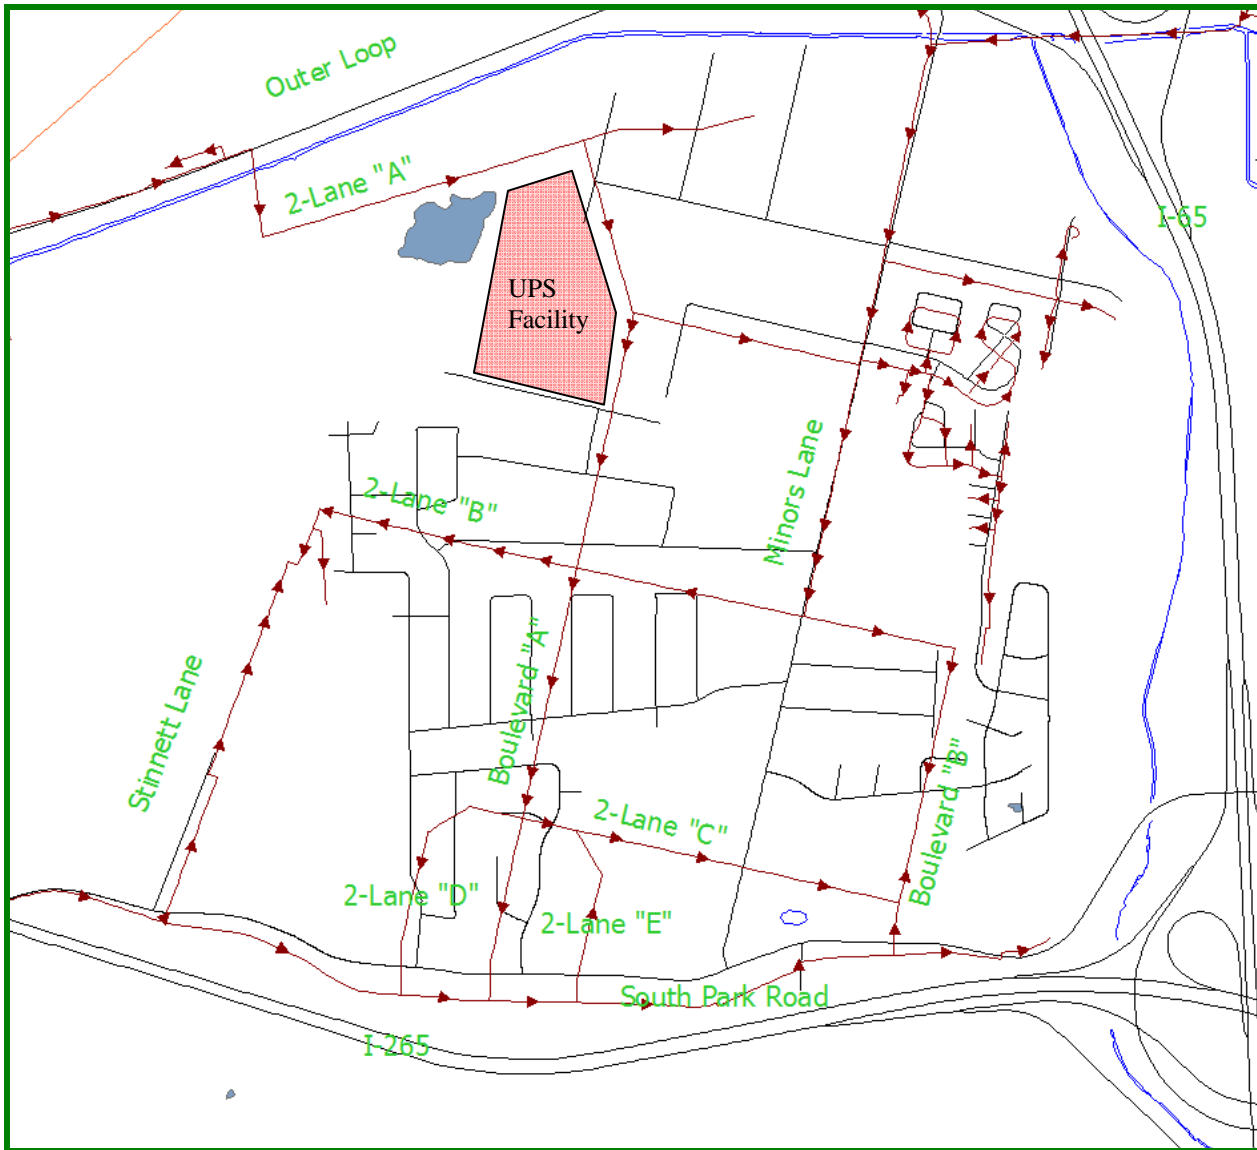 Outer Loop
2-Lane "A"
I-65
UPS
Facility
Minors Lane
2-Lane "B"
Boulevard "A"
Stinnett Lane
Boulevard "B"
2-Lane "C"
2-Lane "D"
2-Lane "E"
South Park Road
I-265